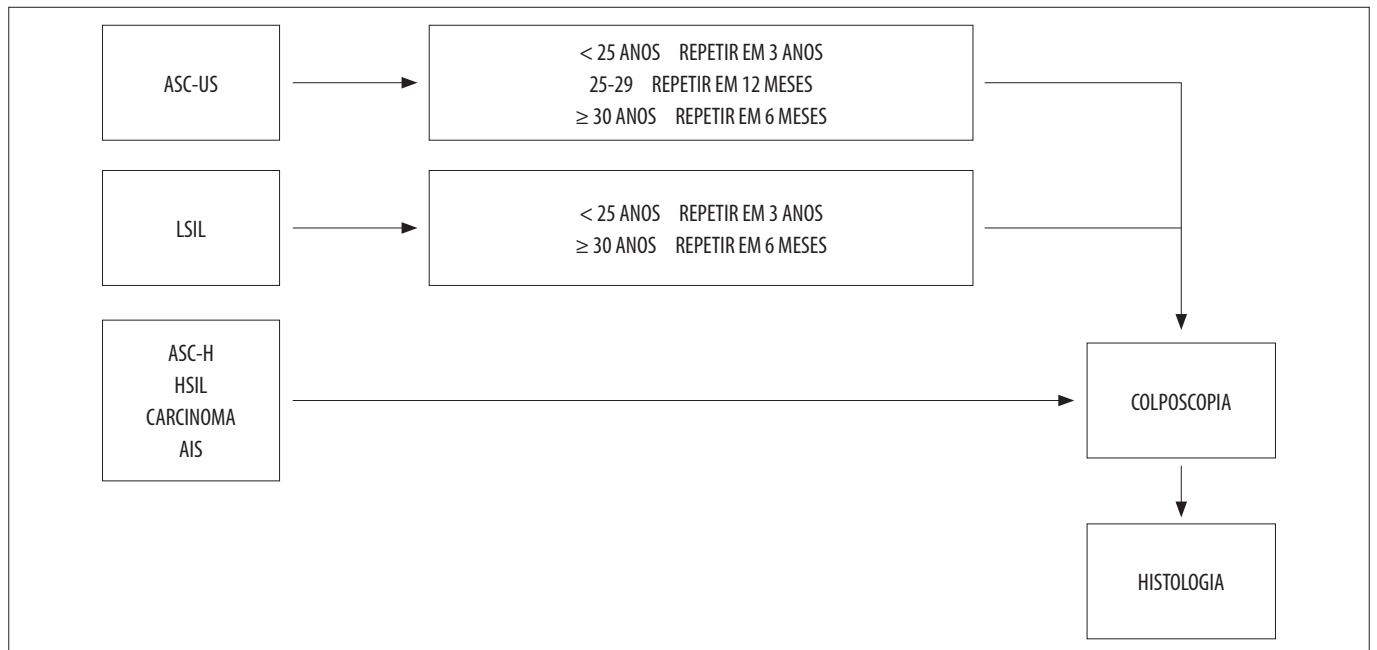 ASC-US
< 25 ANOS REPETIR EM 3 ANOS
25-29 REPETIR EM 12 MESES
≥ 30 ANOS REPETIR EM 6 MESES
LSIL
< 25 ANOS REPETIR EM 3 ANOS
≥ 30 ANOS REPETIR EM 6 MESES
ASC-H
HSIL
CARCINOMA
AIS
COLPOSCOPIA
HISTOLOGIA